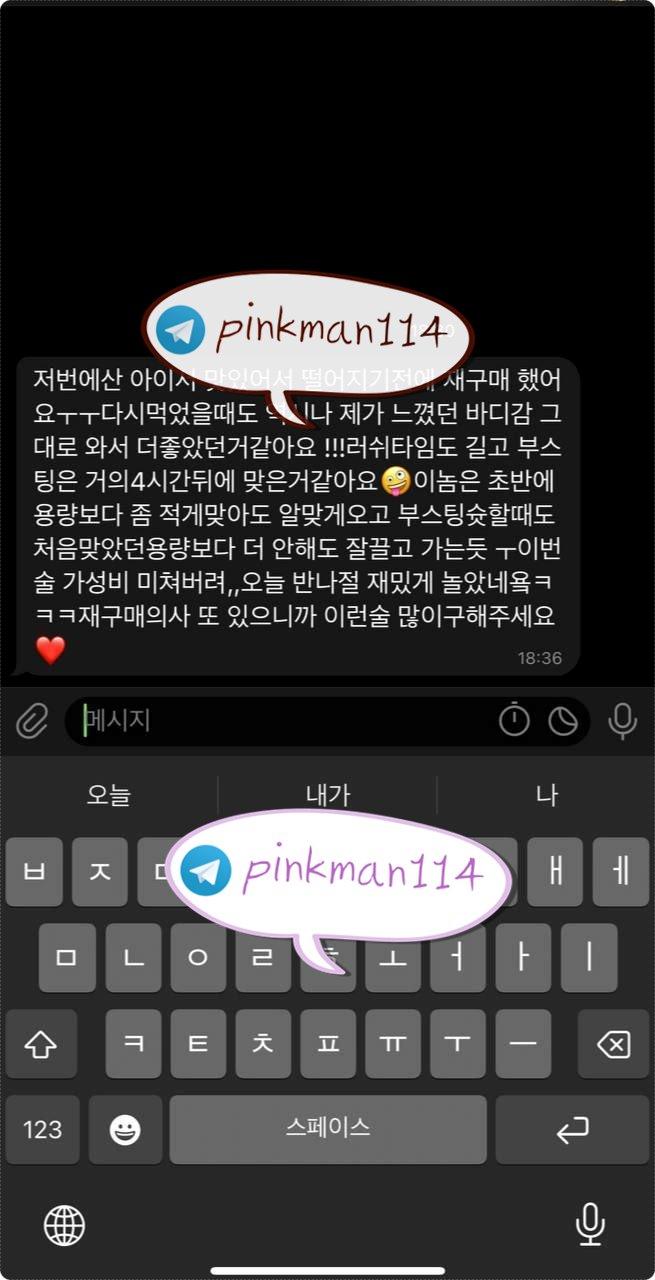 pinkman114
저번에산 아이서 맛있어서 떨어지기전에 재구매 했어
요ㅜㅜ다시먹었을때도 역시나 제가 느꼈던 바디감 그
대로 와서 더좋았던거같아요 !!!러쉬타임도 길고 부스
팅은 거의4시간뒤에 맞은거같아요🤪이놈은 초반에
용량보다 좀 적게맞아도 알맞게오고 부스팅슛할때도
처음맞았던용량보다 더 안해도 잘끌고 가는듯 ㅜ이번
술 가성비 미쳐버려,,오늘 반나절 재밌게 놀았네욬ㅋ
ㅋㅋ재구매의사 또 있으니까 이런술 많이구해주세요
❤️
18:36
메시지
오늘 내가 나
pinkman114
ㅂ ㅈ ㅐ ㅔ
ㅁ ㄴ ㅇ ㄹ ㅗ ㅓ ㅏ ㅣ
ㅋ ㅌ ㅊ ㅍ ㅠ ㅜ ㅡ
123 스페이스